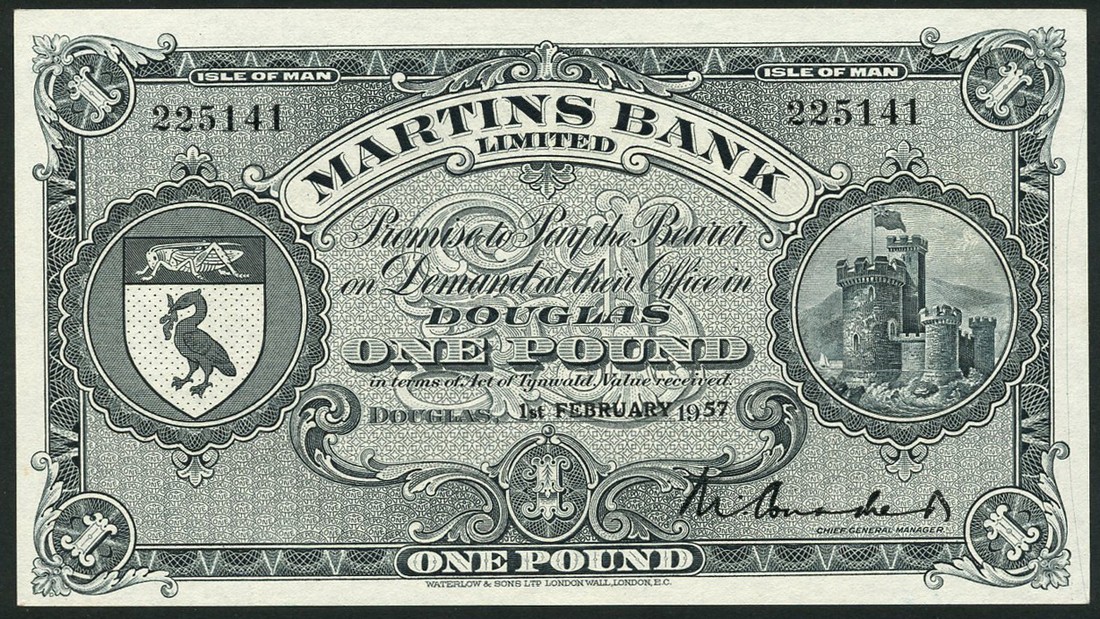 ISLE OF MAN ISLE OF MAN
225141 225141
MARTINS BANK
LIMITED
Promise to Pay the Bearer
on Demand at their Office in
DOUGLAS
ONE POUND
in terms of Act of Tynwald, Value received.
DOUGLAS, 1st FEBRUARY 1957
CHIEF GENERAL MANAGER.
ONE POUND
WATERLOW & SONS LTD LONDON WALL, LONDON, E.C.